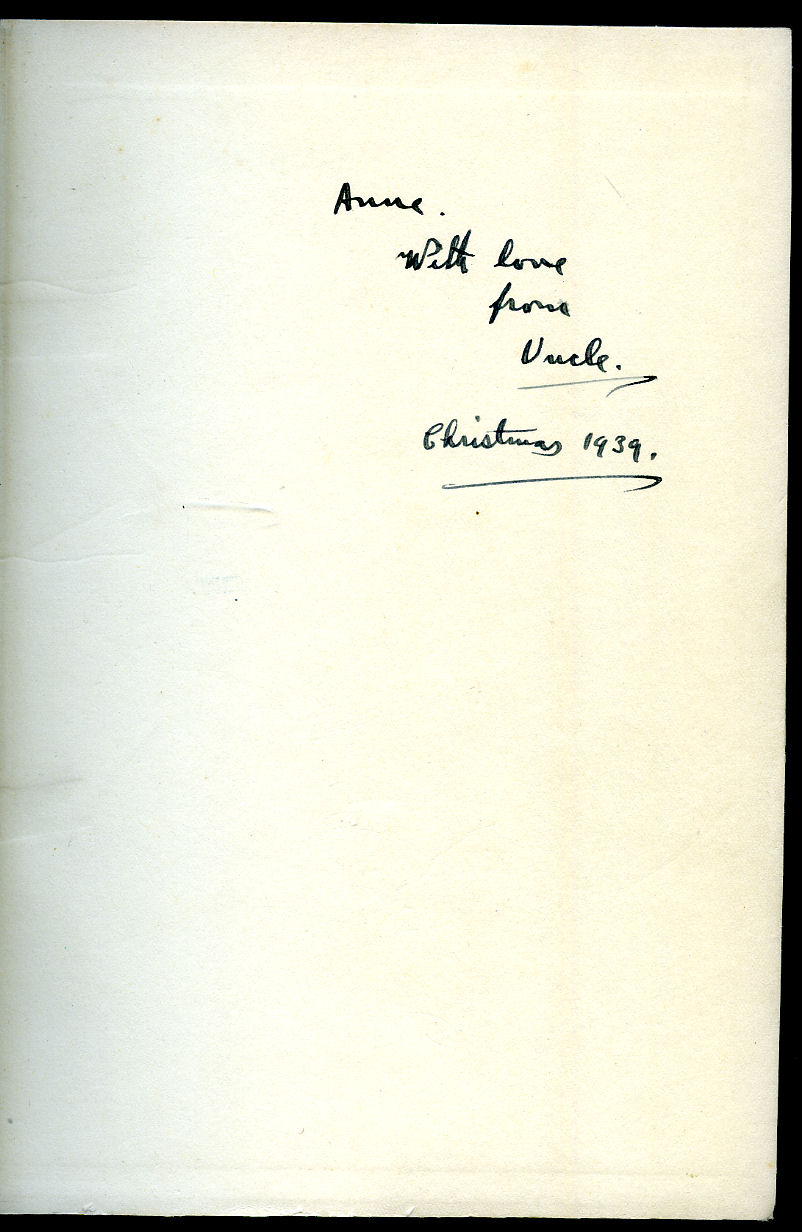 Anne.
With love
from
Uncle.
Christmas 1939.